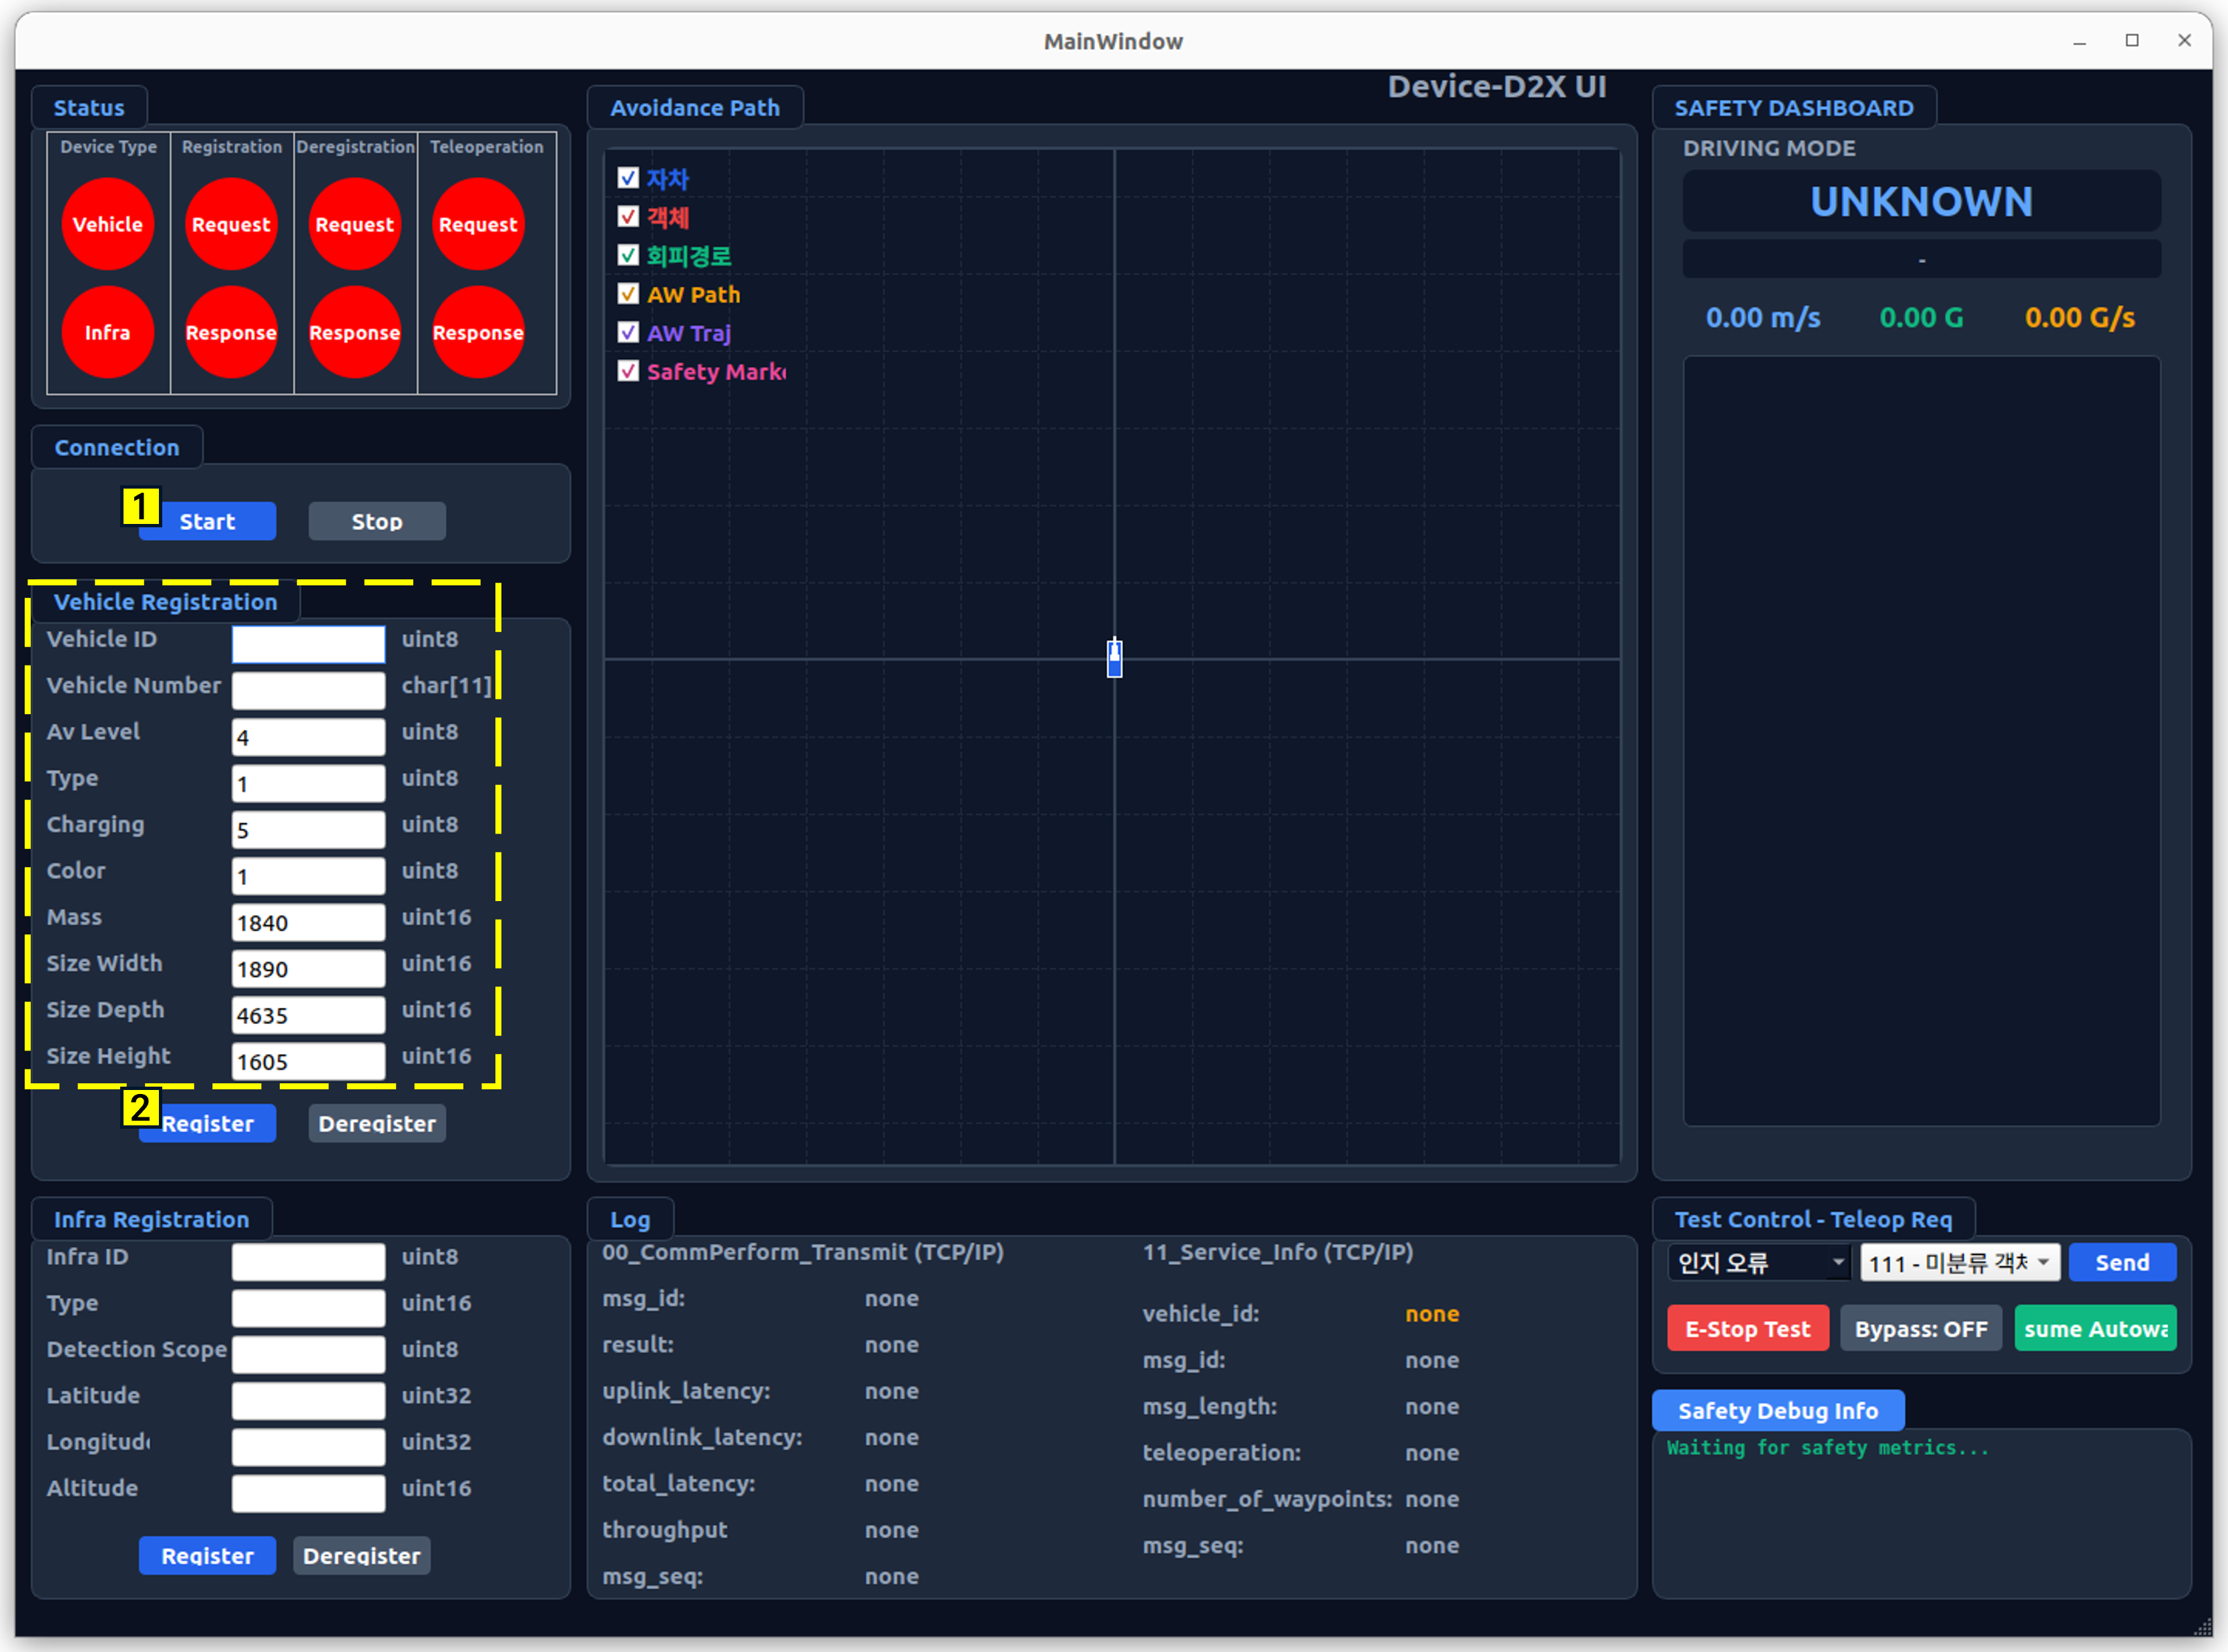 MainWindow
Device-D2X UI
Status
Device Type Registration Deregistration Teleoperation
Vehicle Request Request Request
Infra Response Response Response
Connection
1
Start Stop
Vehicle Registration
Vehicle ID uint8
Vehicle Number char[11]
Av Level 4 uint8
Type 1 uint8
Charging 5 uint8
Color 1 uint8
Mass 1840 uint16
Size Width 1890 uint16
Size Depth 4635 uint16
Size Height 1605 uint16
2
Register Deregister
Infra Registration
Infra ID uint8
Type uint16
Detection Scope uint8
Latitude uint32
Longitude uint32
Altitude uint16
Register Deregister
Avoidance Path
자차
객체
회피경로
AW Path
AW Traj
Safety Marke
Log
00_CommPerform_Transmit (TCP/IP)
msg_id: none
result: none
uplink_latency: none
downlink_latency: none
total_latency: none
throughput none
msg_seq: none
11_Service_Info (TCP/IP)
vehicle_id: none
msg_id: none
msg_length: none
teleoperation: none
number_of_waypoints: none
msg_seq: none
SAFETY DASHBOARD
DRIVING MODE
UNKNOWN
-
0.00 m/s 0.00 G 0.00 G/s
Test Control - Teleop Req
인지 오류 111 - 미분류 객체 Send
E-Stop Test Bypass: OFF sume Autowa
Safety Debug Info
Waiting for safety metrics...